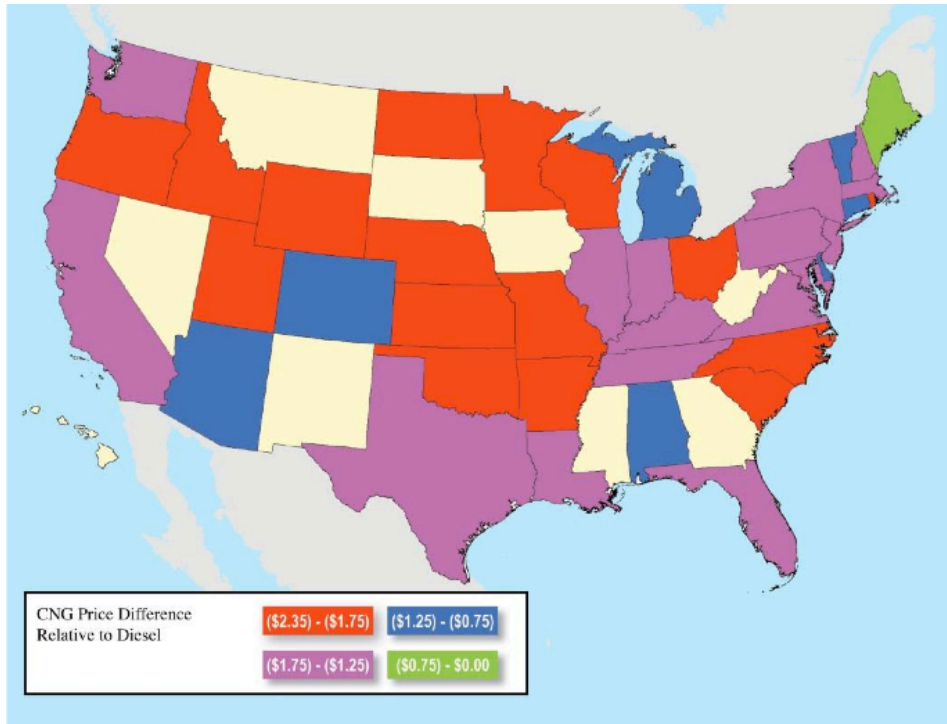 CNG Price Difference
Relative to Diesel
($2.35) - ($1.75)
($1.25) - ($0.75)
($1.75) - ($1.25)
($0.75) - $0.00